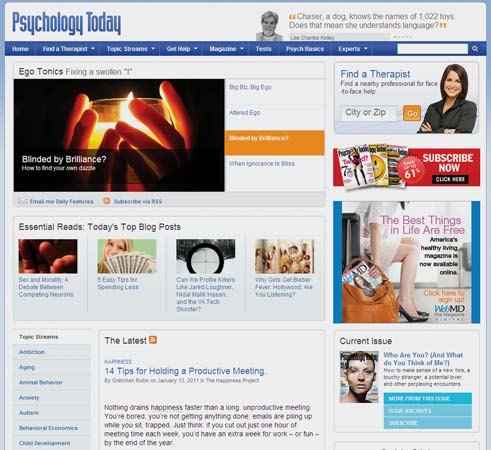 Psychology Today
“Chaser, a dog, knows the names of 1,022 toys.
Does that mean she understands language?”
Lee Charles Kelley
Home
Find a Therapist
Topic Streams
Get Help
Magazine
Tests
Psych Basics
Experts
Ego Tonics Fixing a swollen "I"
Blinded by Brilliance?
How to find your own dazzle
Big Biz, Big Ego
Altered Ego
Blinded by Brilliance?
When Ignorance Is Bliss
Email me Daily Features
Subscribe via RSS
Find a Therapist
Find a nearby professional for face
-to-face help
City or Zip
Go
SAVE UP TO
61%
SUBSCRIBE
NOW
CLICK HERE
Essential Reads: Today's Top Blog Posts
Sex and Morality: A
Debate Between
Competing Neurons
5 Easy Tips for
Spending Less
Can We Profile Killers
Like Jared Loughner,
Nidal Malik Hasan,
and the VA Tech
Shooter?
Why Girls Get Bieber
Fever: Hollywood, Are
You Listening?
The Best Things
in Life Are Free
America's
healthy living
magazine is
now available
online.
Click here to
sign up!
WebMD
the Magazine
DIGITAL
Topic Streams
Addiction
Aging
Animal Behavior
Anxiety
Autism
Behavioral Economics
Child Development
The Latest
HAPPINESS
14 Tips for Holding a Productive Meeting.
By Gretchen Rubin on January 13, 2011 in The Happiness Project
Nothing drains happiness faster than a long, unproductive meeting.
You're bored; you're not getting anything done; emails are piling up
while you sit, trapped. Just think: if you cut out just one hour of
meeting time each week, you'd have an extra week for work – or fun –
by the end of the year.
Current Issue
Psychology Today
Who Are You? (And What
do You Think of Me?)
How to make sense of a new hire, a
touchy stranger, a potential lover,
and other perplexing encounters.
MORE FROM THIS ISSUE
ISSUE ARCHIVES
SUBSCRIBE